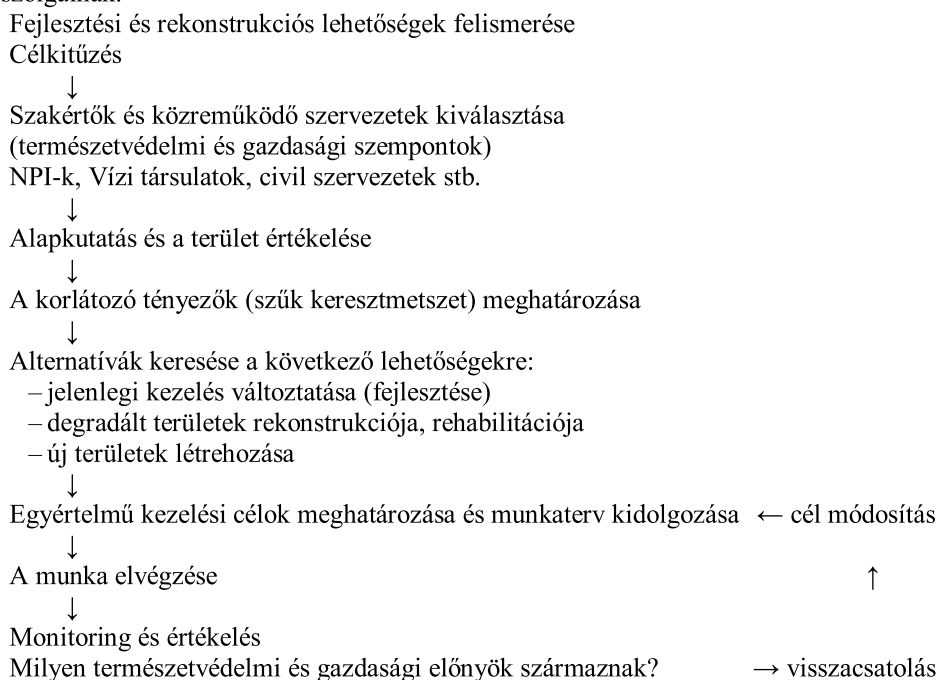 Fejlesztési és rekonstrukciós lehetőségek felismerése
Célkitűzés
↓
Szakértők és közreműködő szervezetek kiválasztása
(természetvédelmi és gazdasági szempontok)
NPI-k, Vízi társulatok, civil szervezetek stb.
↓
Alapkutatás és a terület értékelése
↓
A korlátozó tényezők (szűk keresztmetszet) meghatározása
↓
Alternatívák keresése a következő lehetőségekre:
– jelenlegi kezelés változtatása (fejlesztése)
– degradált területek rekonstrukciója, rehabilitációja
– új területek létrehozása
↓
Egyértelmű kezelési célok meghatározása és munkaterv kidolgozása ← cél módosítás
↓
A munka elvégzése ↑
↓
Monitoring és értékelés
Milyen természetvédelmi és gazdasági előnyök származnak? → visszacsatolás